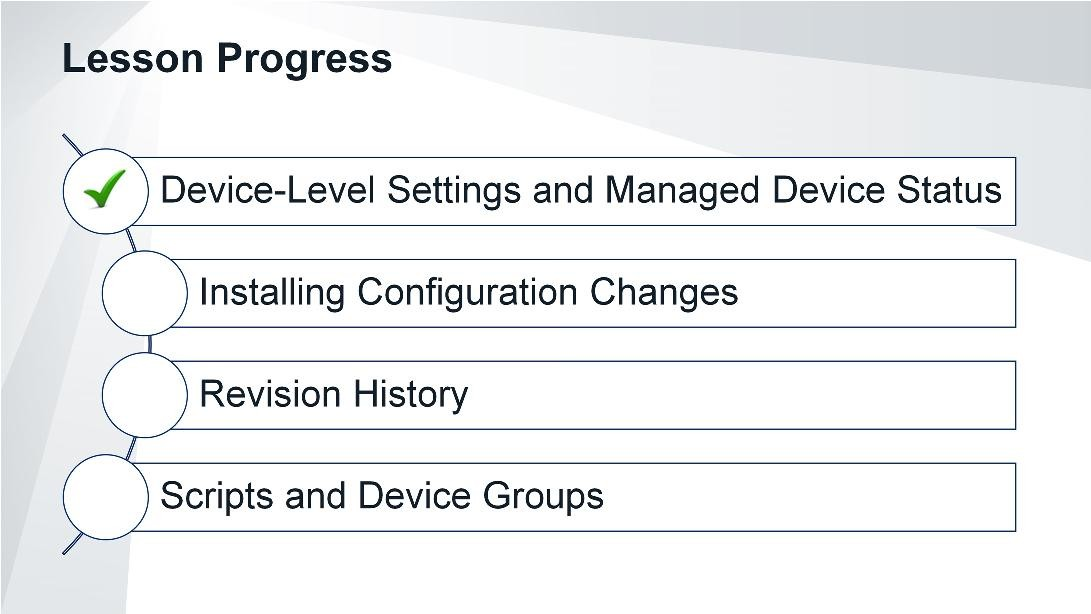 Lesson Progress
Device-Level Settings and Managed Device Status
Installing Configuration Changes
Revision History
Scripts and Device Groups